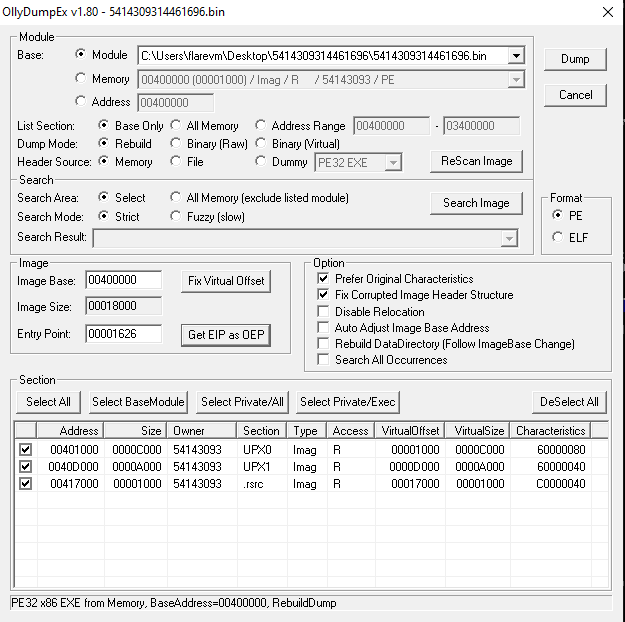 OllyDumpEx v1.80 - 5414309314461696.bin
Module
Base: Module C:\Users\flarevm\Desktop\5414309314461696\5414309314461696.bin
Memory 00400000 (00001000) / Imag / R / 54143093 / PE
Address 00400000
Dump
Cancel
List Section: Base Only All Memory Address Range 00400000 - 03400000
Dump Mode: Rebuild Binary (Raw) Binary (Virtual)
Header Source: Memory File Dummy PE32 EXE ReScan Image
Search
Search Area: Select All Memory (exclude listed module) Search Image
Search Mode: Strict Fuzzy (slow)
Search Result:
Format
PE
ELF
Image
Image Base: 00400000 Fix Virtual Offset
Image Size: 00018000
Entry Point: 00001626 Get EIP as OEP
Option
Prefer Original Characteristics
Fix Corrupted Image Header Structure
Disable Relocation
Auto Adjust Image Base Address
Rebuild DataDirectory (Follow ImageBase Change)
Search All Occurrences
Section
Select All Select BaseModule Select Private/All Select Private/Exec DeSelect All
Address Size Owner Section Type Access VirtualOffset VirtualSize Characteristics
00401000 0000C000 54143093 UPX0 Imag R 00001000 0000C000 60000080
0040D000 0000A000 54143093 UPX1 Imag R 0000D000 0000A000 60000040
00417000 00001000 54143093 .rsrc Imag R 00017000 00001000 C0000040
PE32 x86 EXE from Memory, BaseAddress=00400000, RebuildDump